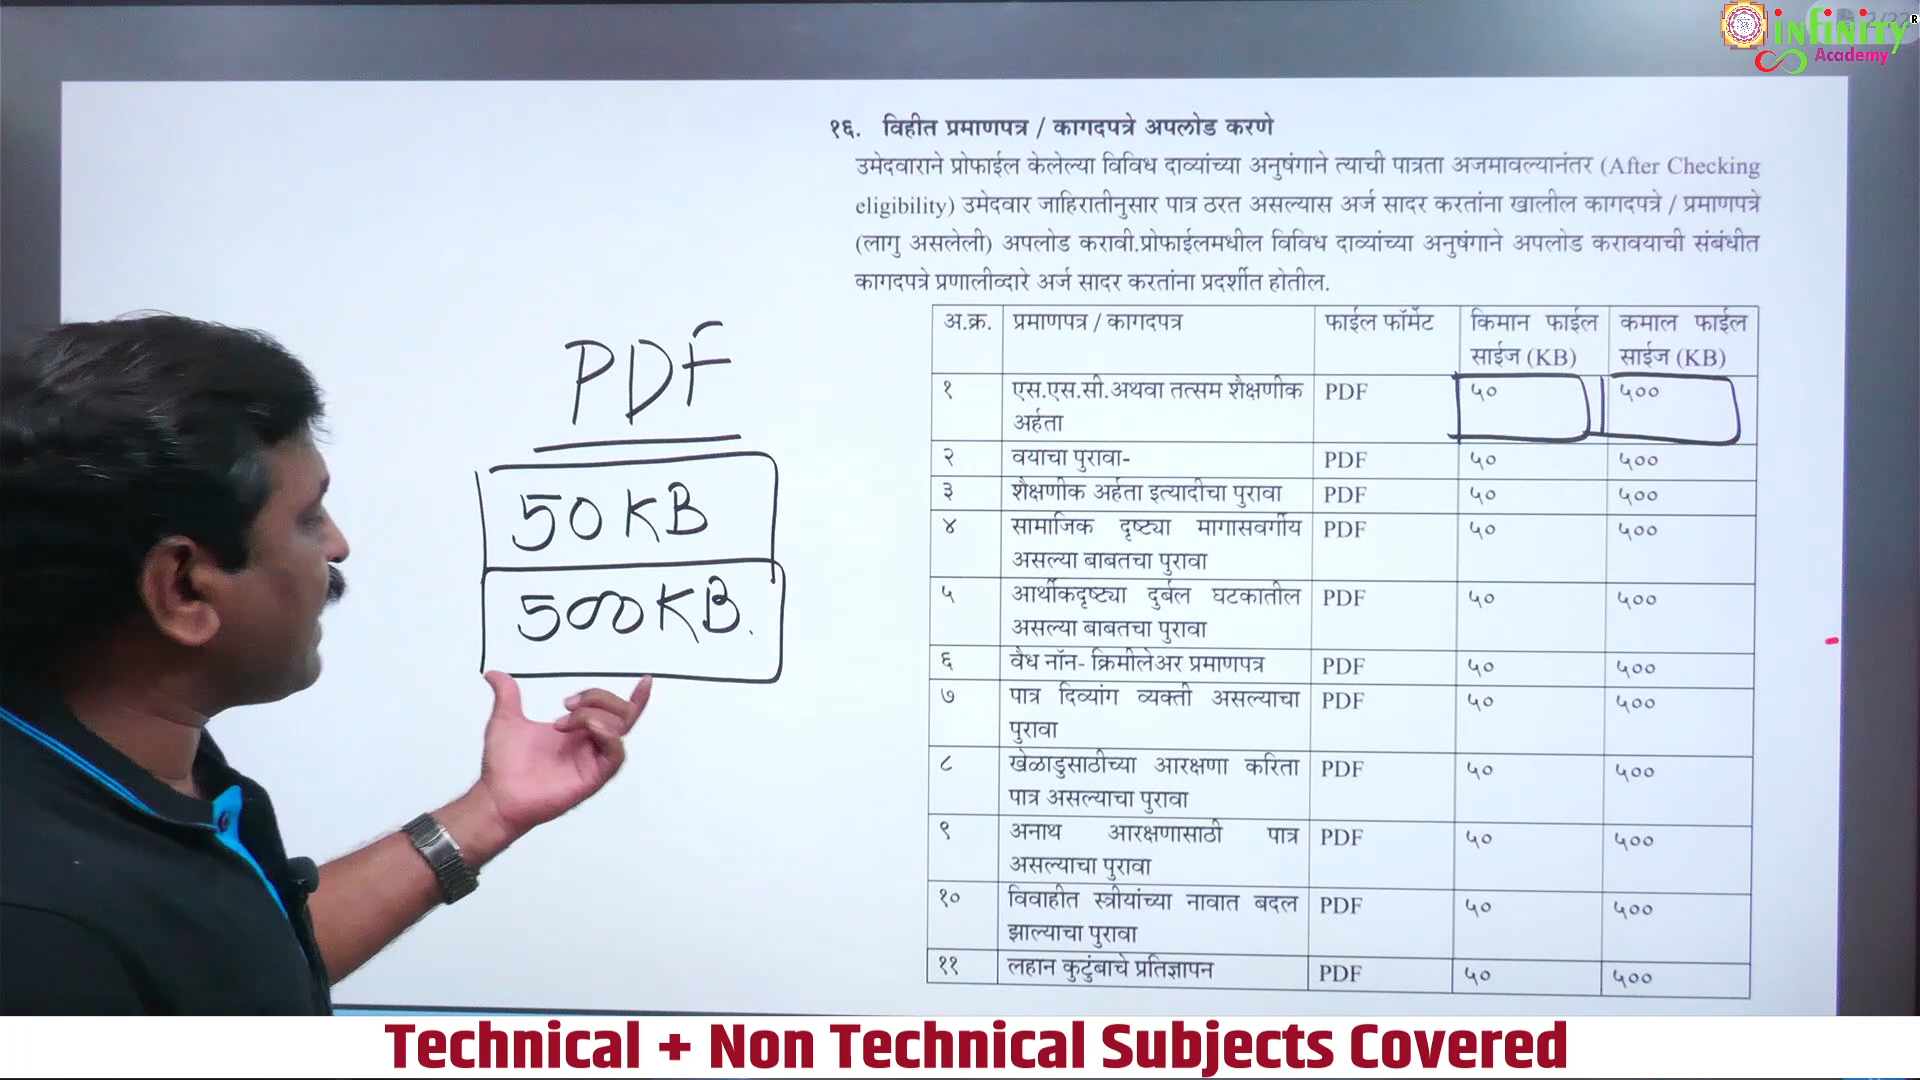 infinity
Academy
१६. विहीत प्रमाणपत्र / कागदपत्रे अपलोड करणे
उमेदवाराने प्रोफाईल केलेल्या विविध दाव्यांच्या अनुषंगाने त्याची पात्रता अजमावल्यानंतर (After Checking
eligibility) उमेदवार जाहिरातीनुसार पात्र ठरत असल्यास अर्ज सादर करतांना खालील कागदपत्रे / प्रमाणपत्रे
(लागु असलेली) अपलोड करावी.प्रोफाईलमधील विविध दाव्यांच्या अनुषंगाने अपलोड करावयाची संबंधीत
कागदपत्रे प्रणालीव्दारे अर्ज सादर करतांना प्रदर्शीत होतील.
अ.क्र. प्रमाणपत्र / कागदपत्र फाईल फॉर्मेट किमान फाईल कमाल फाईल
साईज (KB) साईज (KB)
१ एस.एस.सी.अथवा तत्सम शैक्षणीक PDF ५० ५००
अर्हता
२ वयाचा पुरावा- PDF ५० ५००
३ शैक्षणीक अर्हता इत्यादीचा पुरावा PDF ५० ५००
४ सामाजिक दृष्ट्या मागासवर्गीय PDF ५० ५००
असल्या बाबतचा पुरावा
५ आर्थीकदृष्ट्या दुर्बल घटकातील PDF ५० ५००
असल्या बाबतचा पुरावा
६ वैध नॉन- क्रिमीलेअर प्रमाणपत्र PDF ५० ५००
७ पात्र दिव्यांग व्यक्ती असल्याचा PDF ५० ५००
पुरावा
८ खेळाडुसाठीच्या आरक्षणा करिता PDF ५० ५००
पात्र असल्याचा पुरावा
९ अनाथ आरक्षणासाठी पात्र PDF ५० ५००
असल्याचा पुरावा
१० विवाहीत स्त्रीयांच्या नावात बदल PDF ५० ५००
झाल्याचा पुरावा
११ लहान कुटुंबाचे प्रतिज्ञापन PDF ५० ५००
PDF
50 KB
500 KB.
Technical + Non Technical Subjects Covered